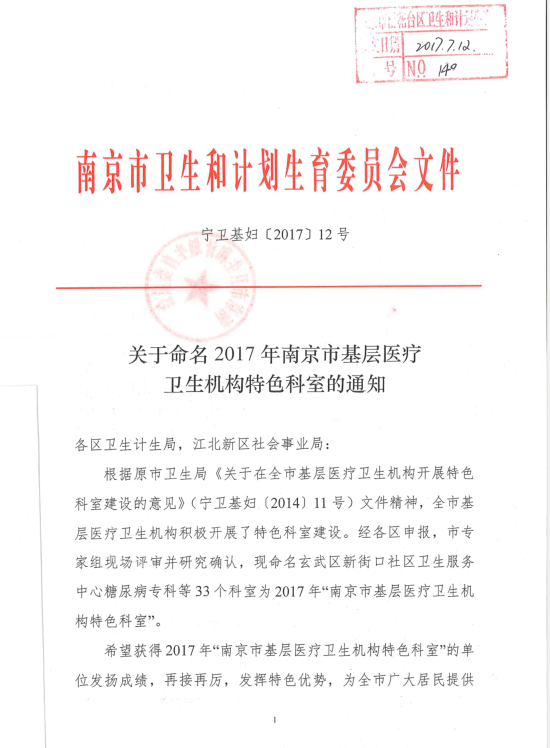 台区卫生和计
2017.7.12.
号 NO 140
南京市卫生和计划生育委员会文件
宁卫基妇〔2017〕12 号
关于命名 2017 年南京市基层医疗
卫生机构特色科室的通知
各区卫生计生局，江北新区社会事业局：
根据原市卫生局《关于在全市基层医疗卫生机构开展特色
科室建设的意见》（宁卫基妇〔2014〕11 号）文件精神，全市基
层医疗卫生机构积极开展了特色科室建设。经各区申报，市专
家组现场评审并研究确认，现命名玄武区新街口社区卫生服务
中心糖尿病专科等 33 个科室为 2017 年“南京市基层医疗卫生机
构特色科室”。
希望获得 2017 年“南京市基层医疗卫生机构特色科室”的单
位发扬成绩，再接再厉，发挥特色优势，为全市广大居民提供
1